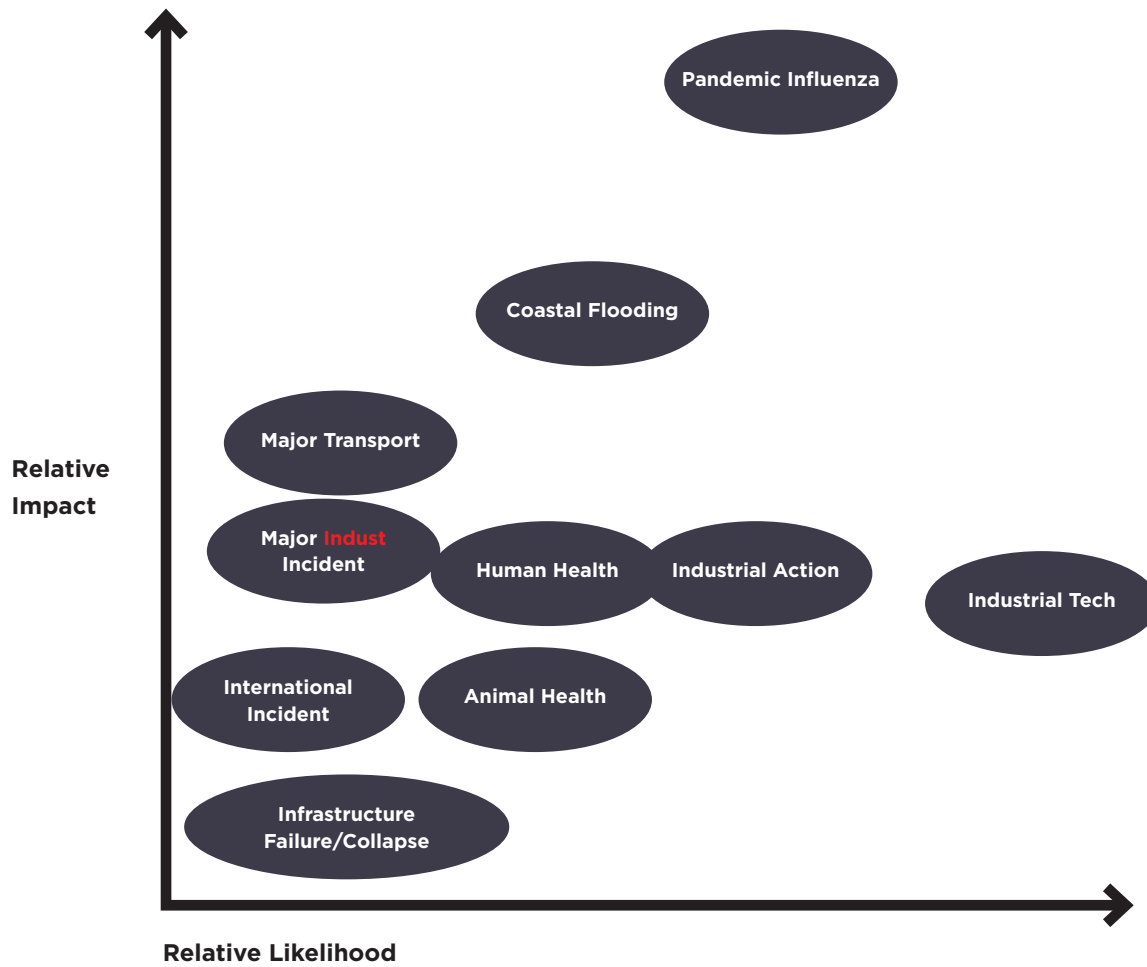 Pandemic Influenza
Coastal Flooding
Major Transport
Relative
Impact
Major Indust
Incident
Human Health
Industrial Action
Industrial Tech
International
Incident
Animal Health
Infrastructure
Failure/Collapse
Relative Likelihood